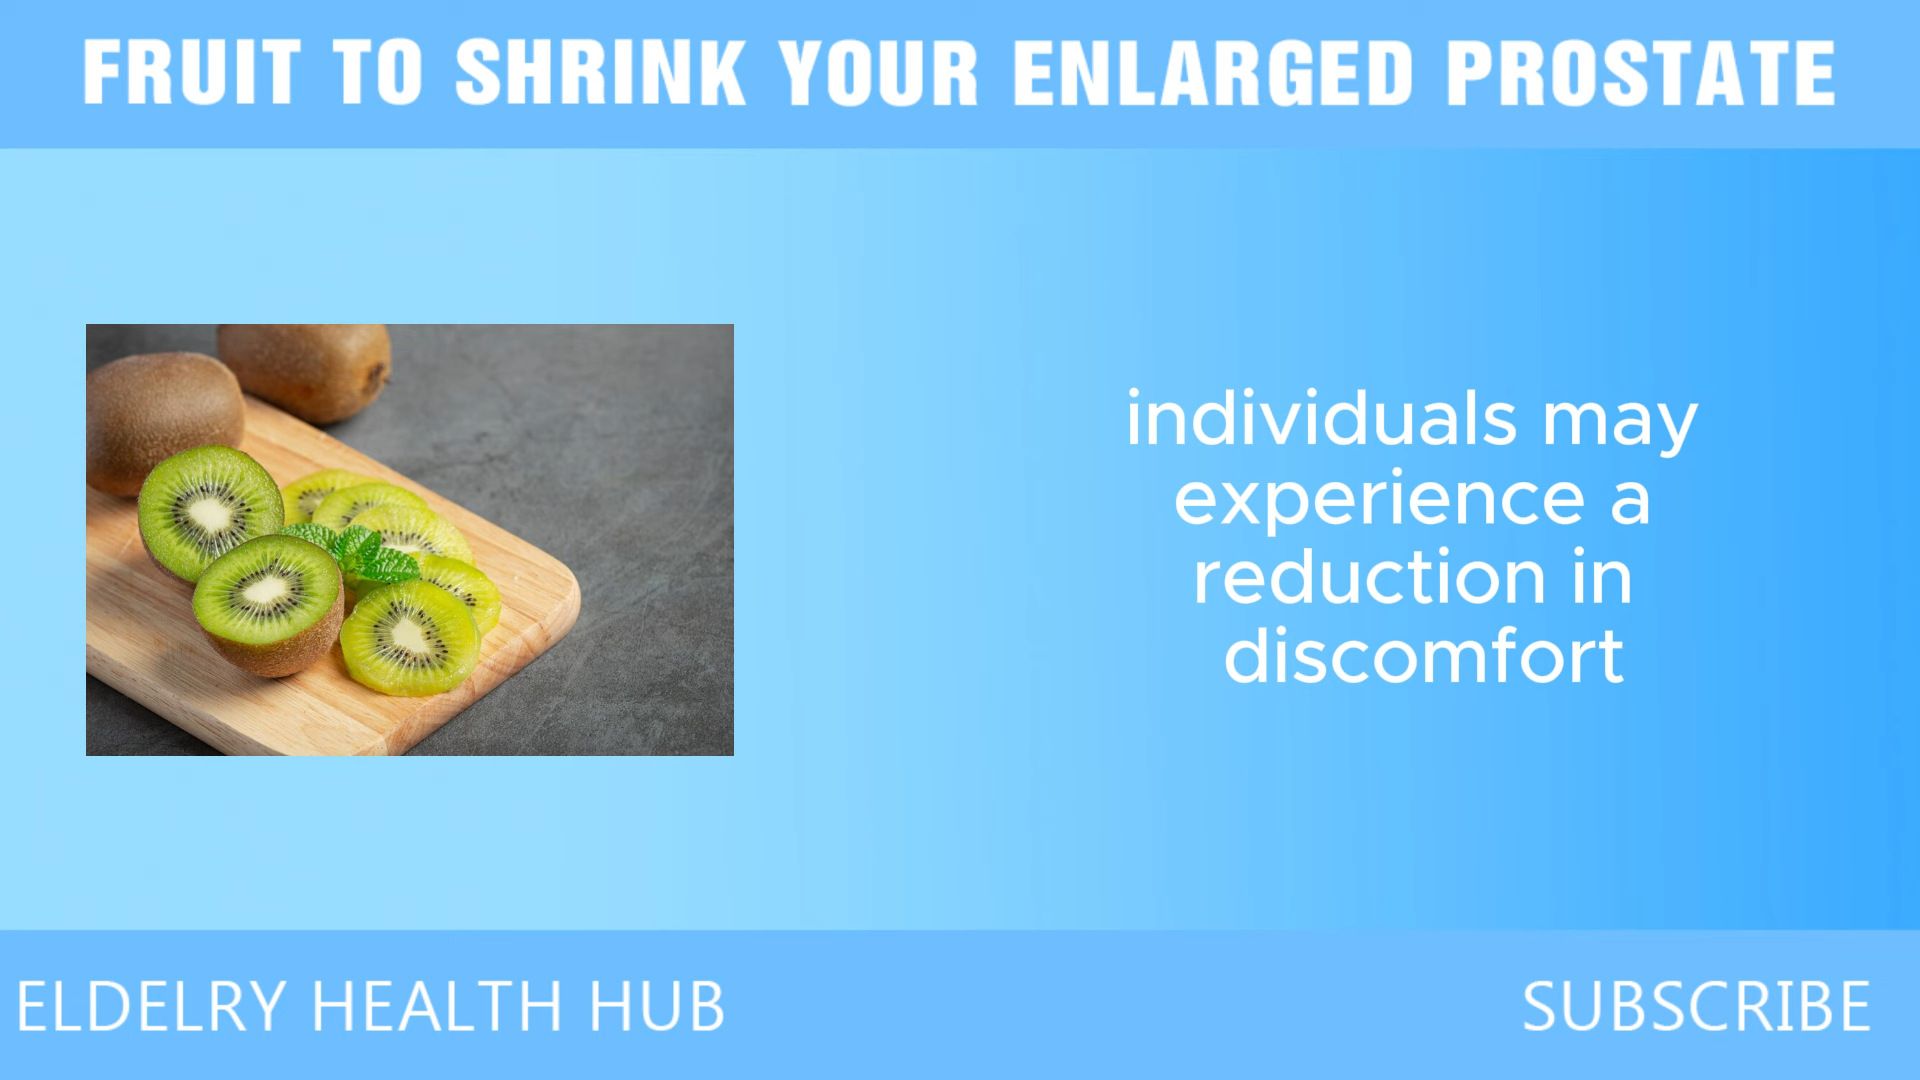 FRUIT TO SHRINK YOUR ENLARGED PROSTATE
individuals may
experience a
reduction in
discomfort
ELDELRY HEALTH HUB
SUBSCRIBE